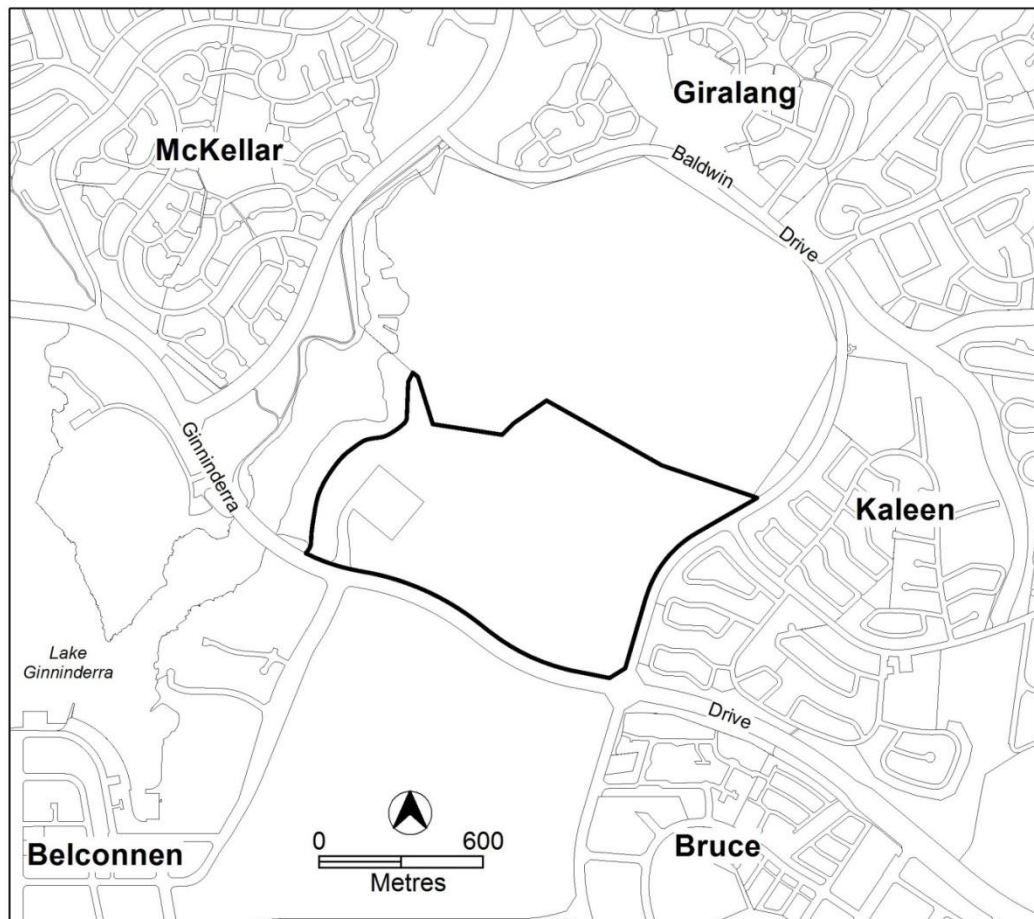 Giralang
McKellar
Baldwin
Drive
Ginninderra
Kaleen
Lake
Ginninderra
Drive
0 600
Metres
Belconnen
Bruce